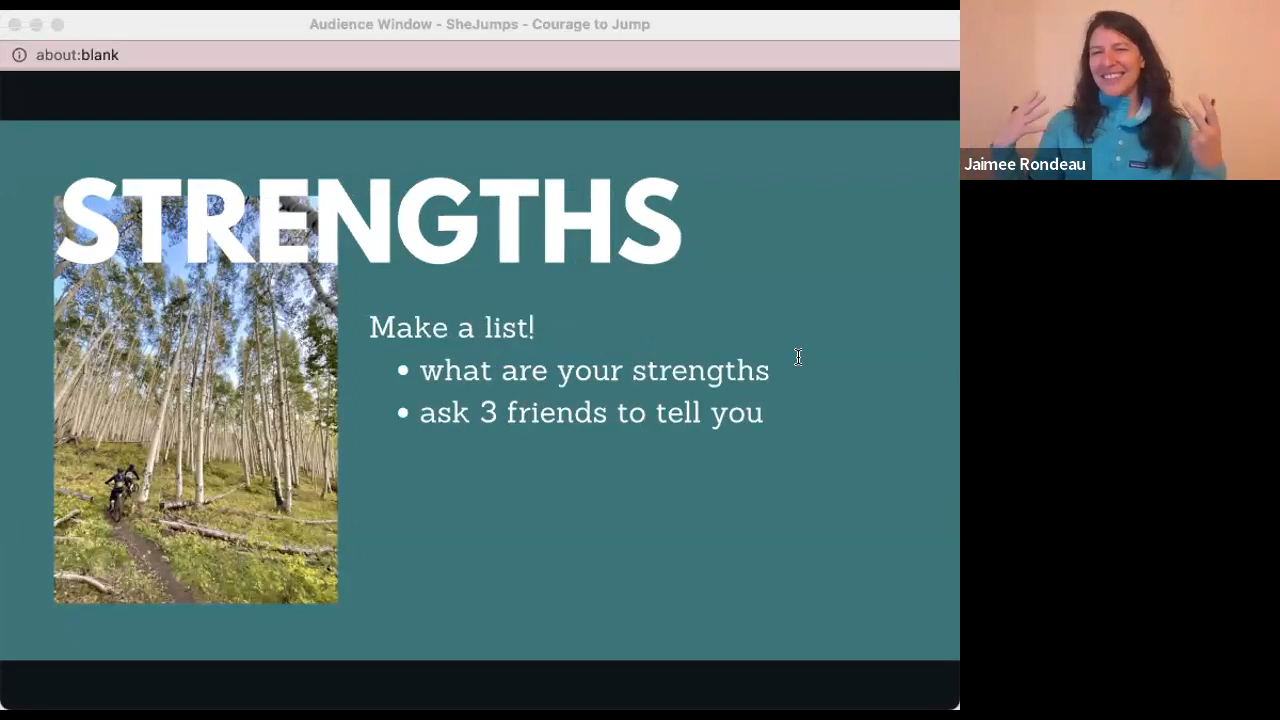 Audience Window - SheJumps - Courage to Jump
about:blank
Jaimee Rondeau
STRENGTHS
Make a list!
• what are your strengths
• ask 3 friends to tell you